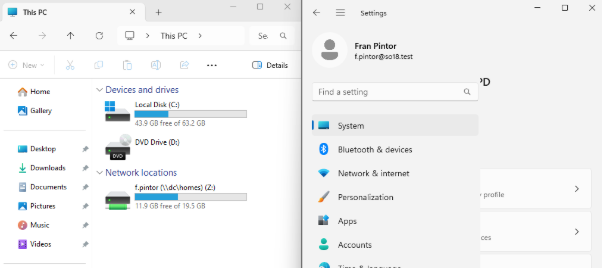 This PC
This PC
Se
New
Details
Home
Gallery
Desktop
Downloads
Documents
Pictures
Music
Videos
Devices and drives
Local Disk (C:)
43.9 GB free of 63.2 GB
DVD Drive (D:)
DVD
Network locations
f.pintor (\\dc\homes) (Z:)
11.9 GB free of 19.5 GB
Settings
Fran Pintor
f.pintor@so18.test
Find a setting
System
Bluetooth & devices
Network & internet
Personalization
Apps
Accounts
Time & language
PD
profile
ces